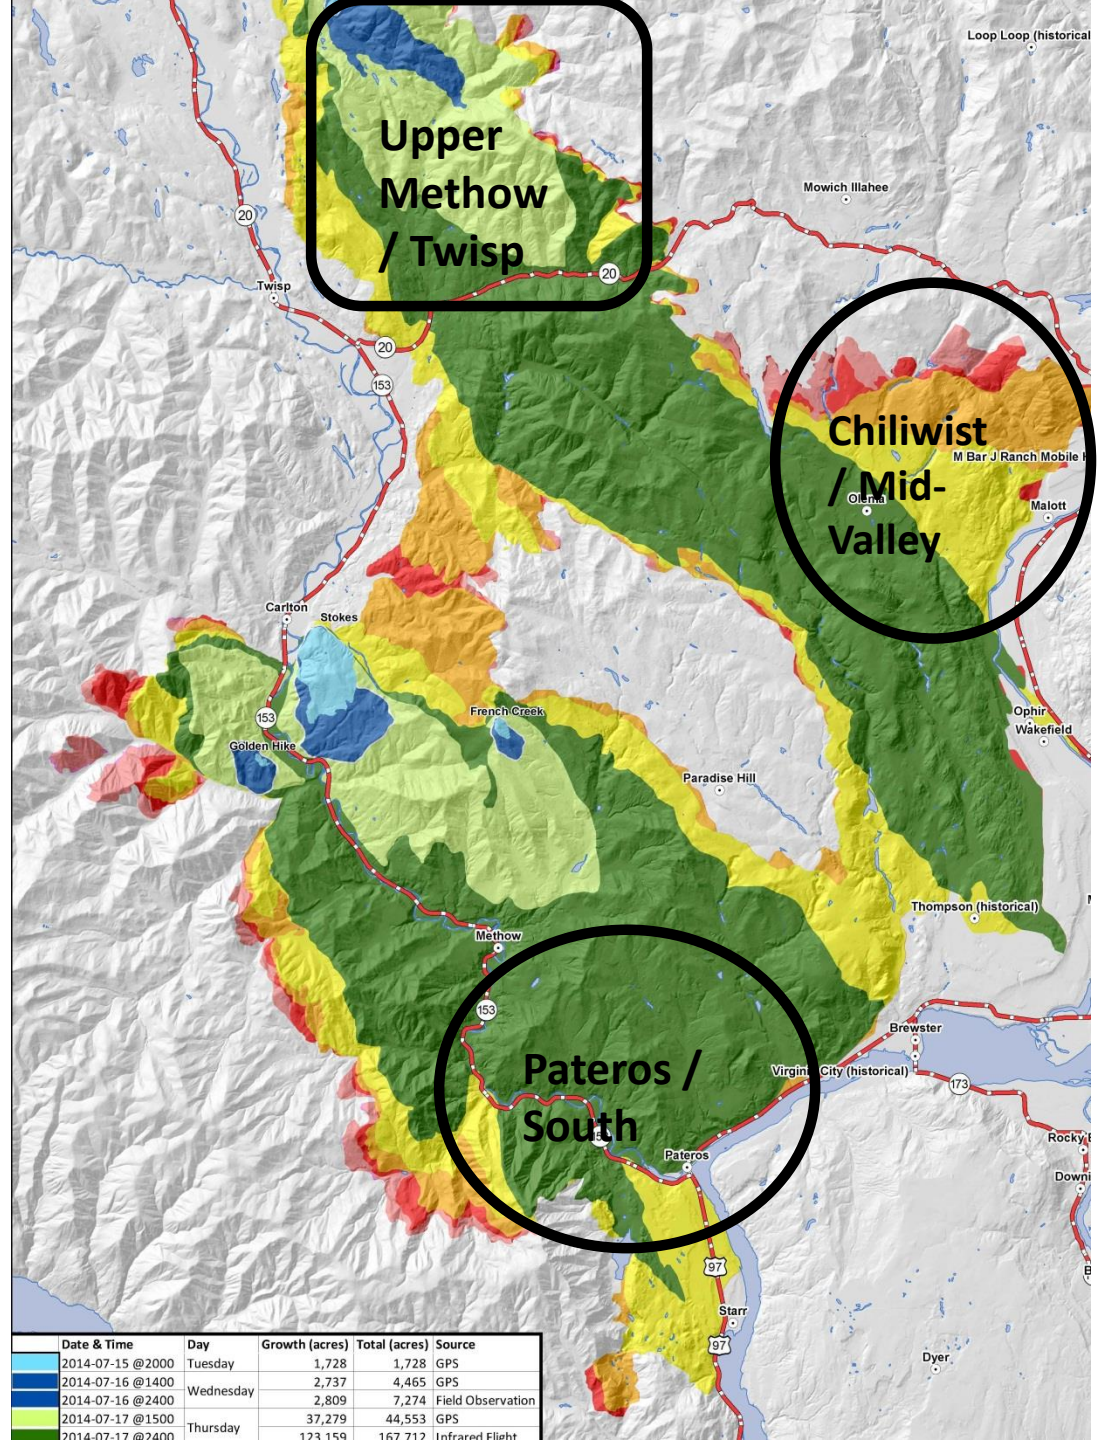 Loop Loop (historical
Upper
Methow
/ Twisp
Mowich Illahee
20
20
Twisp
20
153
Chiliwist
/ Mid-
Valley
M Bar J Ranch Mobile H
Olema
Malott
Carlton
Stokes
153
French Creek
Golden Hike
Ophir
Wakefield
Paradise Hill
Thompson (historical)
Methow
153
Brewster
Pateros /
South
Virginia City (historical)
173
Pateros
Rocky B
Downi
97
Starr
97
Dyer
B
Date & Time Day Growth (acres) Total (acres) Source
2014-07-15 @2000 Tuesday 1,728 1,728 GPS
2014-07-16 @1400 Wednesday 2,737 4,465 GPS
2014-07-16 @2400 2,809 7,274 Field Observation
2014-07-17 @1500 Thursday 37,279 44,553 GPS
2014-07-17 @2400 123,159 167,712 Infrared Flight